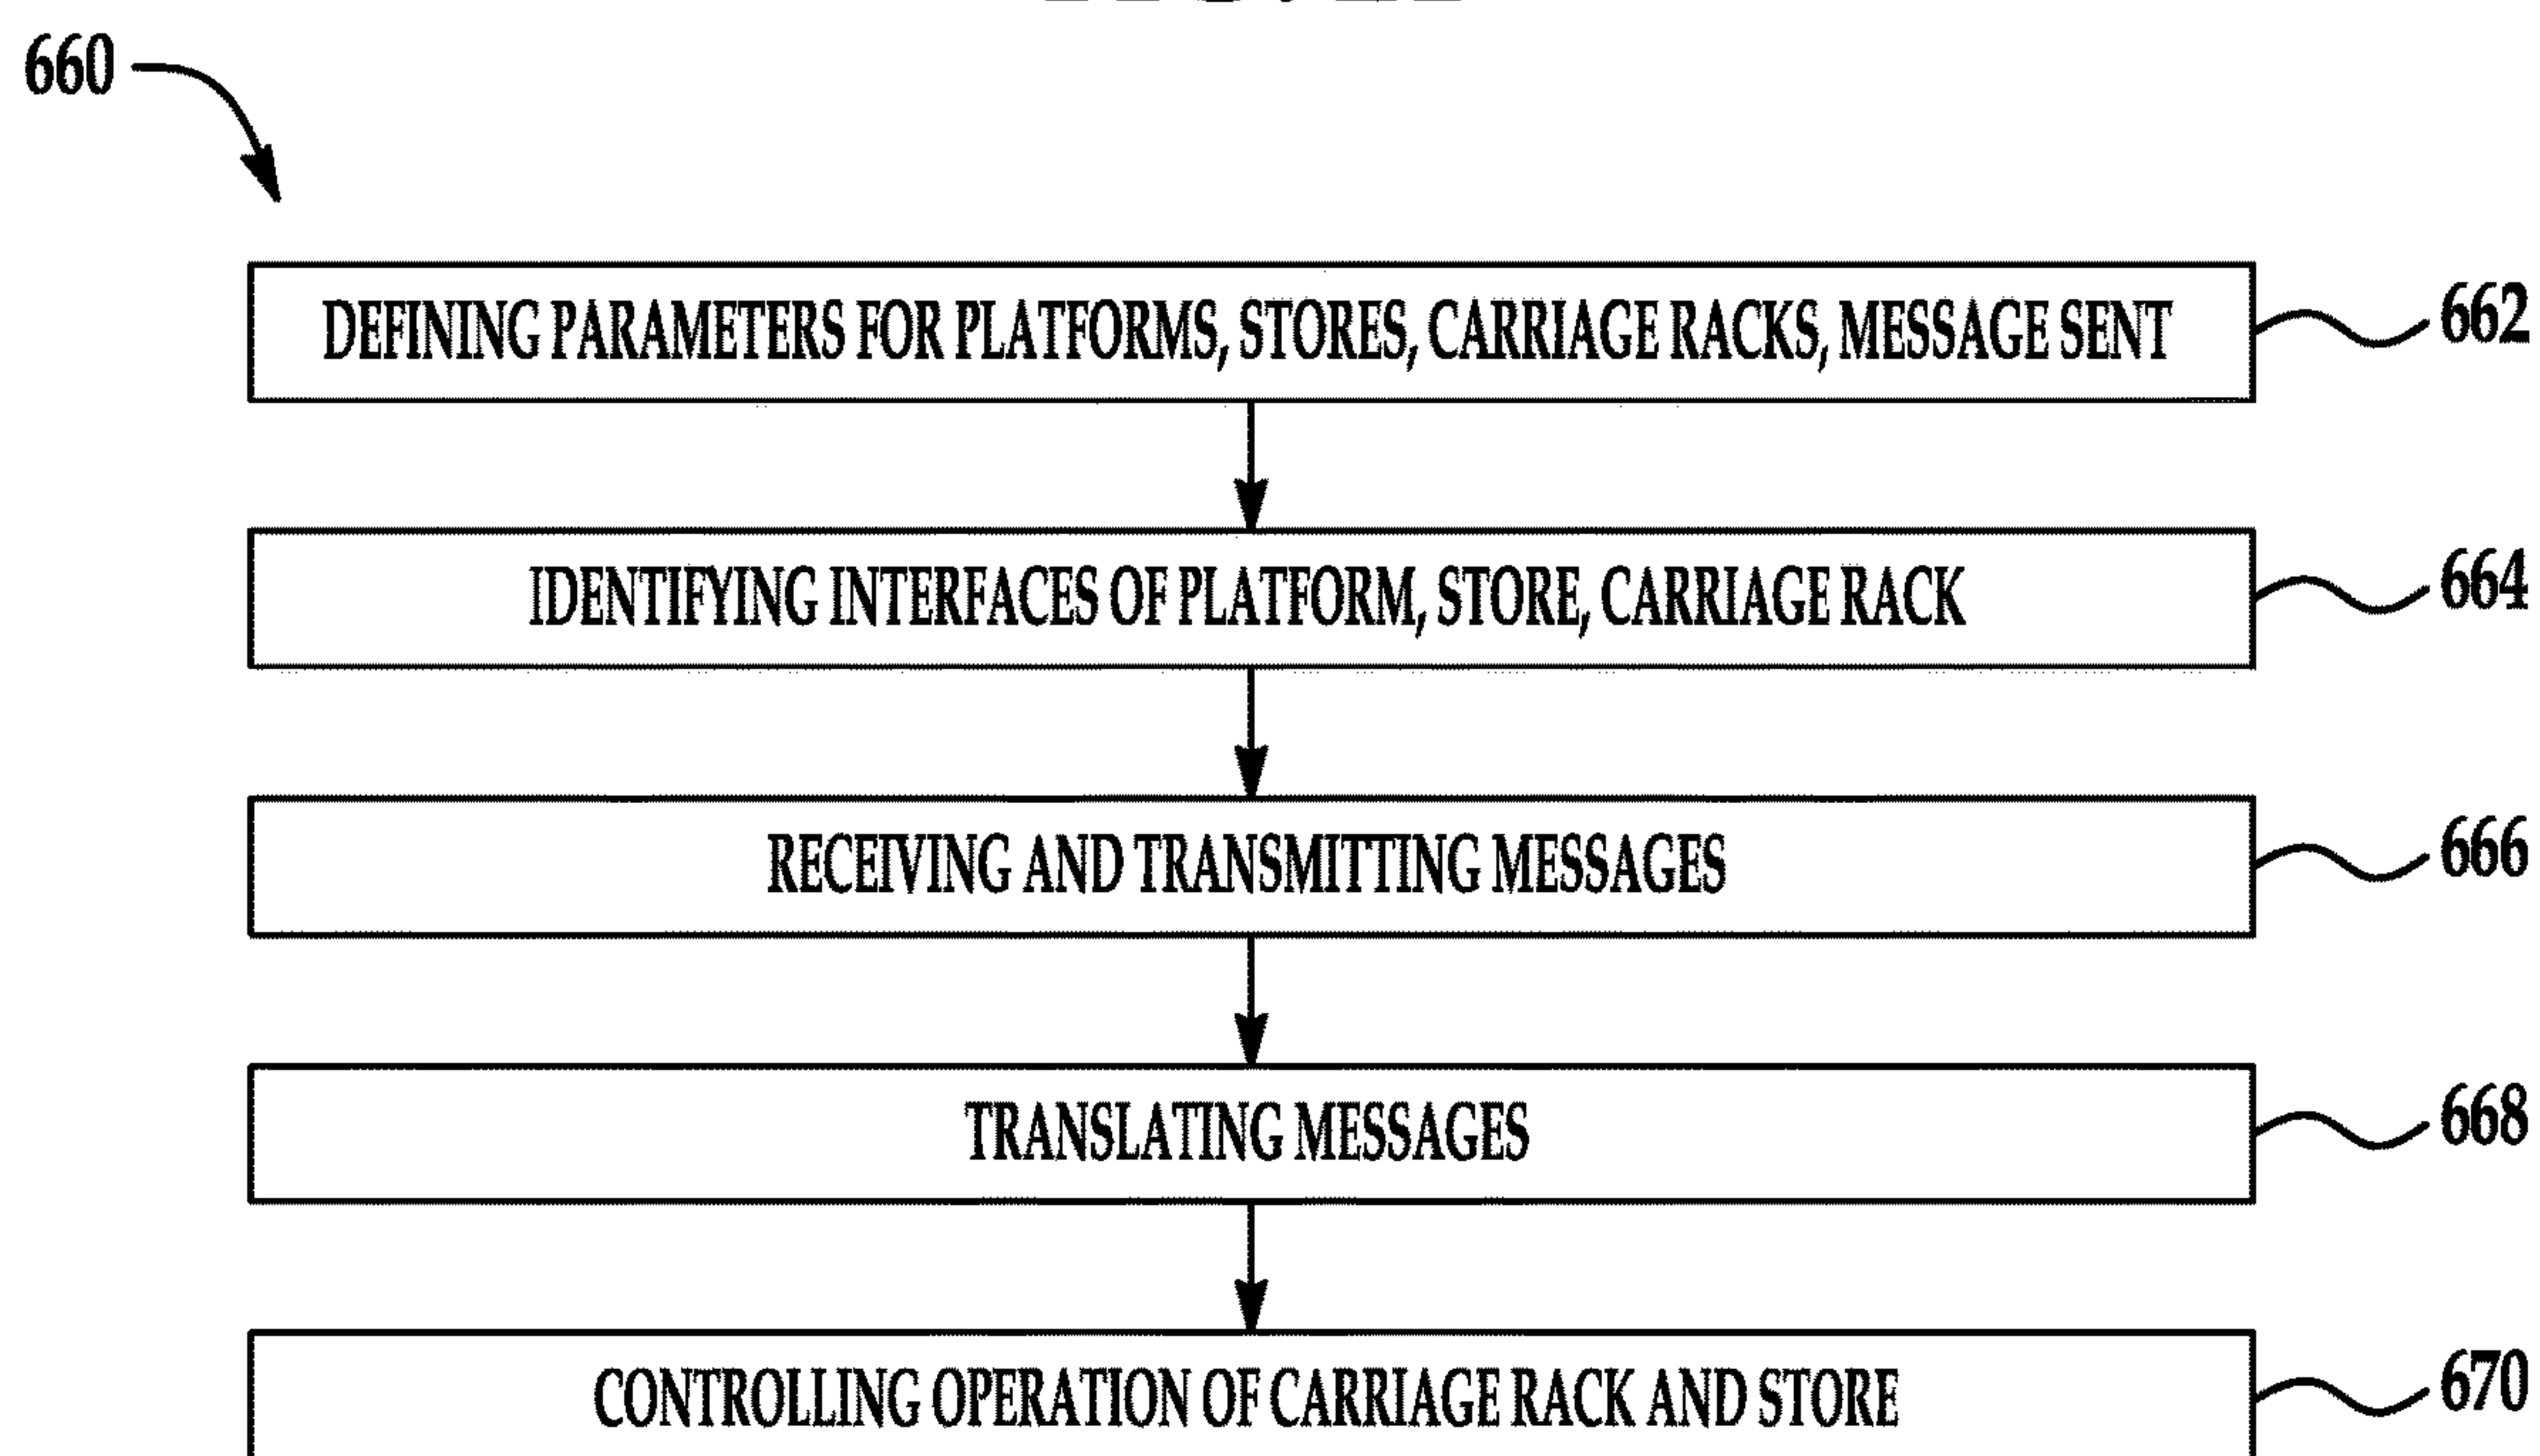 660
DEFINING PARAMETERS FOR PLATFORMS, STORES, CARRIAGE RACKS, MESSAGE SENT 662
IDENTIFYING INTERFACES OF PLATFORM, STORE, CARRIAGE RACK 664
RECEIVING AND TRANSMITTING MESSAGES 666
TRANSLATING MESSAGES 668
CONTROLLING OPERATION OF CARRIAGE RACK AND STORE 670